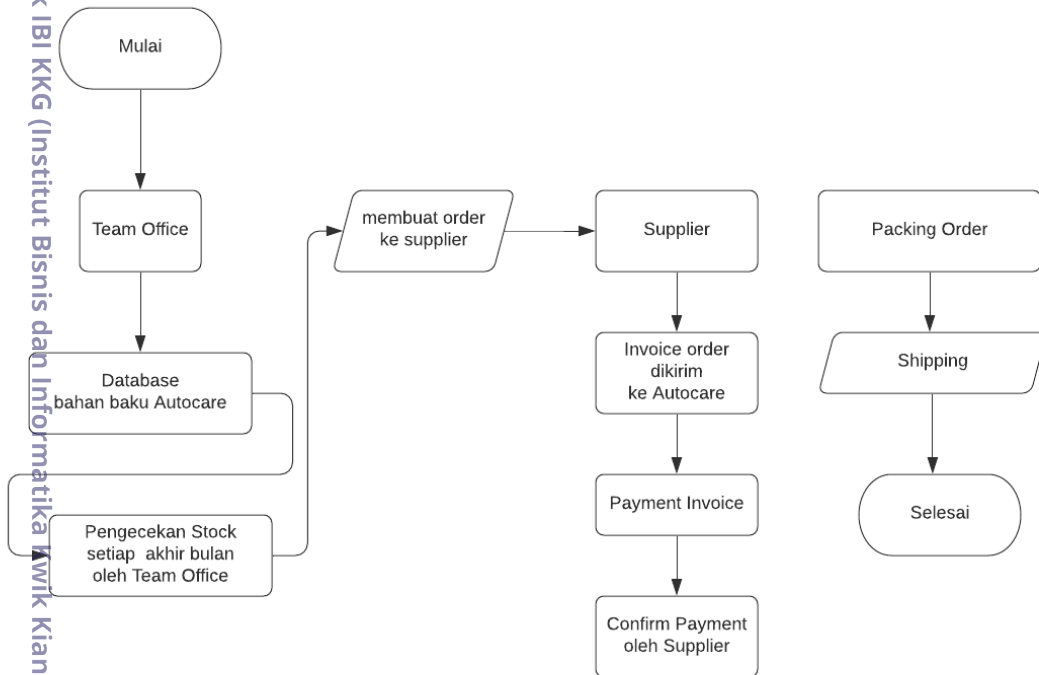 k IBI KKG (Institut Bisnis dan Informatika Kwik Kian
Mulai
Team Office
Database
bahan baku Autocare
Pengecekan Stock
setiap akhir bulan
oleh Team Office
membuat order
ke supplier
Supplier
Invoice order
dikirim
ke Autocare
Payment Invoice
Confirm Payment
oleh Supplier
Packing Order
Shipping
Selesai